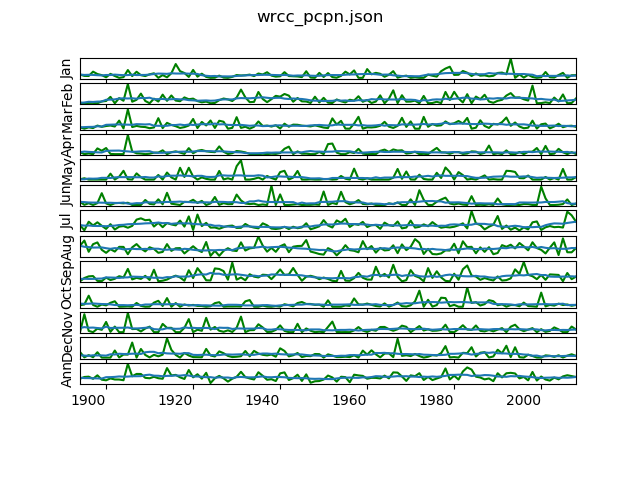 wrcc_pcpn.json
Jan
Feb
Mar
Apr
May
Jun
Jul
Aug
Sep
Oct
Nov
Dec
Ann
1900 1920 1940 1960 1980 2000